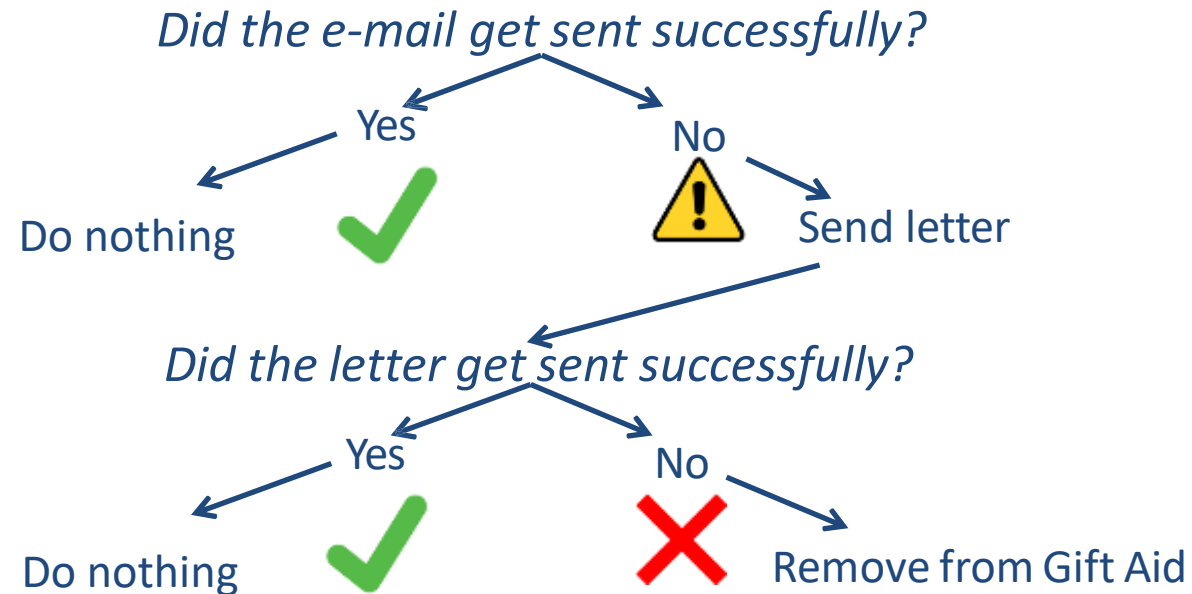 Did the e-mail get sent successfully?
Yes
No
Do nothing
Send letter
Did the letter get sent successfully?
Yes
No
Do nothing
Remove from Gift Aid